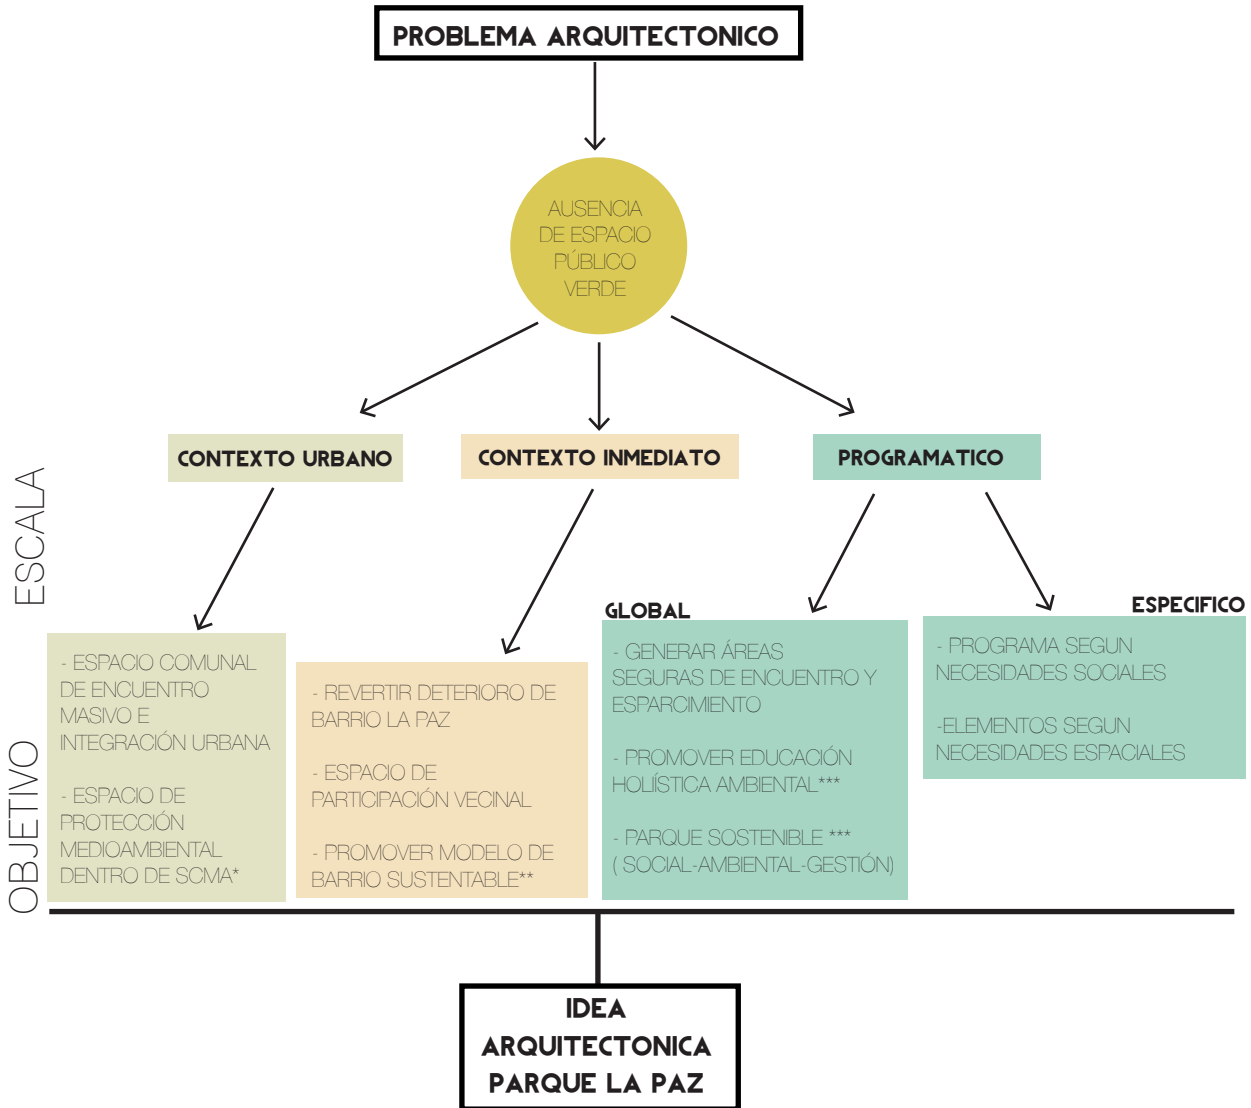 PROBLEMA ARQUITECTONICO
AUSENCIA
DE ESPACIO
PÚBLICO
VERDE
CONTEXTO URBANO
CONTEXTO INMEDIATO
PROGRAMATICO
ESCALA
OBJETIVO
- ESPACIO COMUNAL
DE ENCUENTRO
MASIVO E
INTEGRACIÓN URBANA
- ESPACIO DE
PROTECCIÓN
MEDIOAMBIENTAL
DENTRO DE SCMA*
- REVERTIR DETERIORO DE
BARRIO LA PAZ
- ESPACIO DE
PARTICIPACIÓN VECINAL
- PROMOVER MODELO DE
BARRIO SUSTENTABLE**
GLOBAL
- GENERAR ÁREAS
SEGURAS DE ENCUENTRO Y
ESPARCIMIENTO
- PROMOVER EDUCACIÓN
HOLÍISTICA AMBIENTAL***
- PARQUE SOSTENIBLE ***
( SOCIAL-AMBIENTAL-GESTIÓN)
ESPECIFICO
- PROGRAMA SEGUN
NECESIDADES SOCIALES
-ELEMENTOS SEGUN
NECESIDADES ESPACIALES
IDEA
ARQUITECTONICA
PARQUE LA PAZ